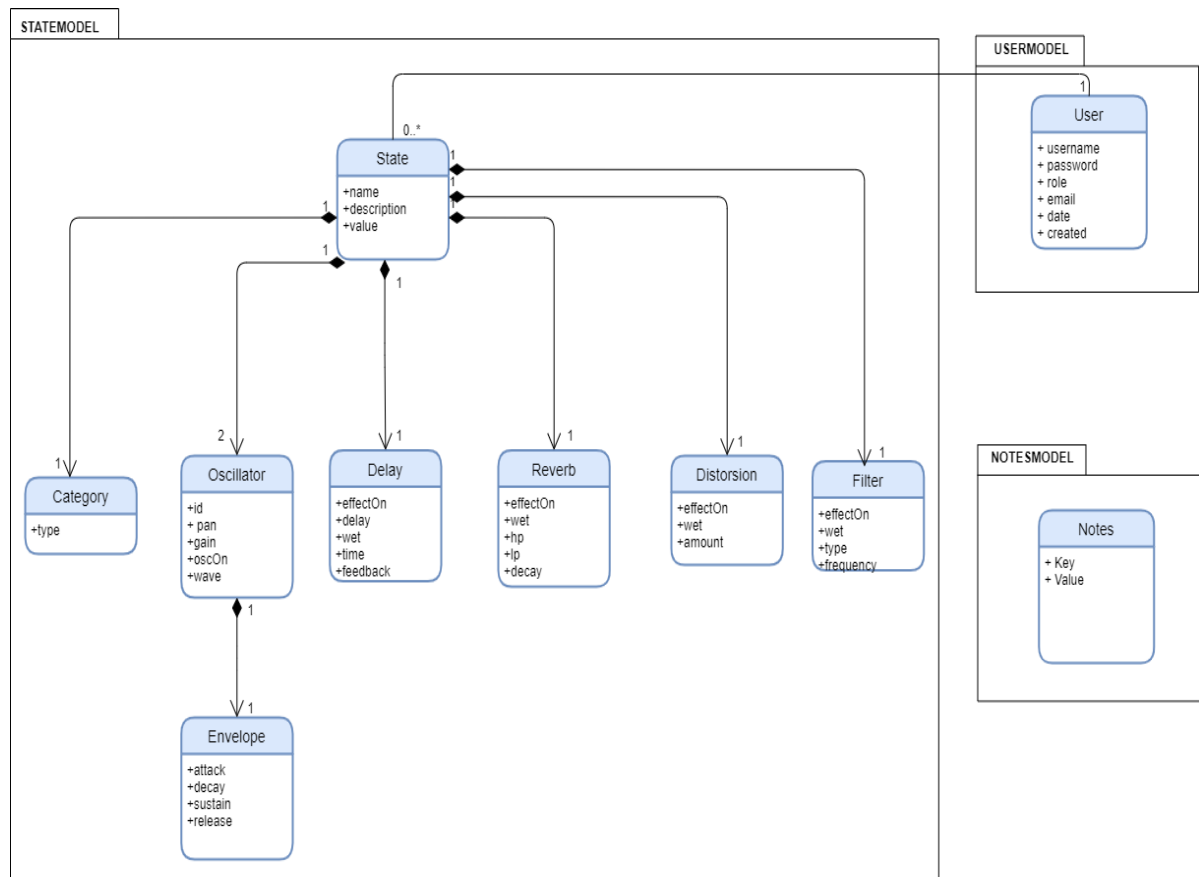 STATEMODEL
USERMODEL
1
User
+ username
+ password
+ role
+ email
+ date
+ created
0..*
State
+name
+description
+value
1
1
1
1
1
1
1
Category
+type
2
Oscillator
+id
+ pan
+gain
+oscOn
+wave
1
Delay
+effectOn
+delay
+wet
+time
+feedback
1
Reverb
+effectOn
+wet
+hp
+lp
+decay
1
Distorsion
+effectOn
+wet
+amount
1
Filter
+effectOn
+wet
+type
+frequency
NOTESMODEL
Notes
+ Key
+ Value
1
1
Envelope
+attack
+decay
+sustain
+release